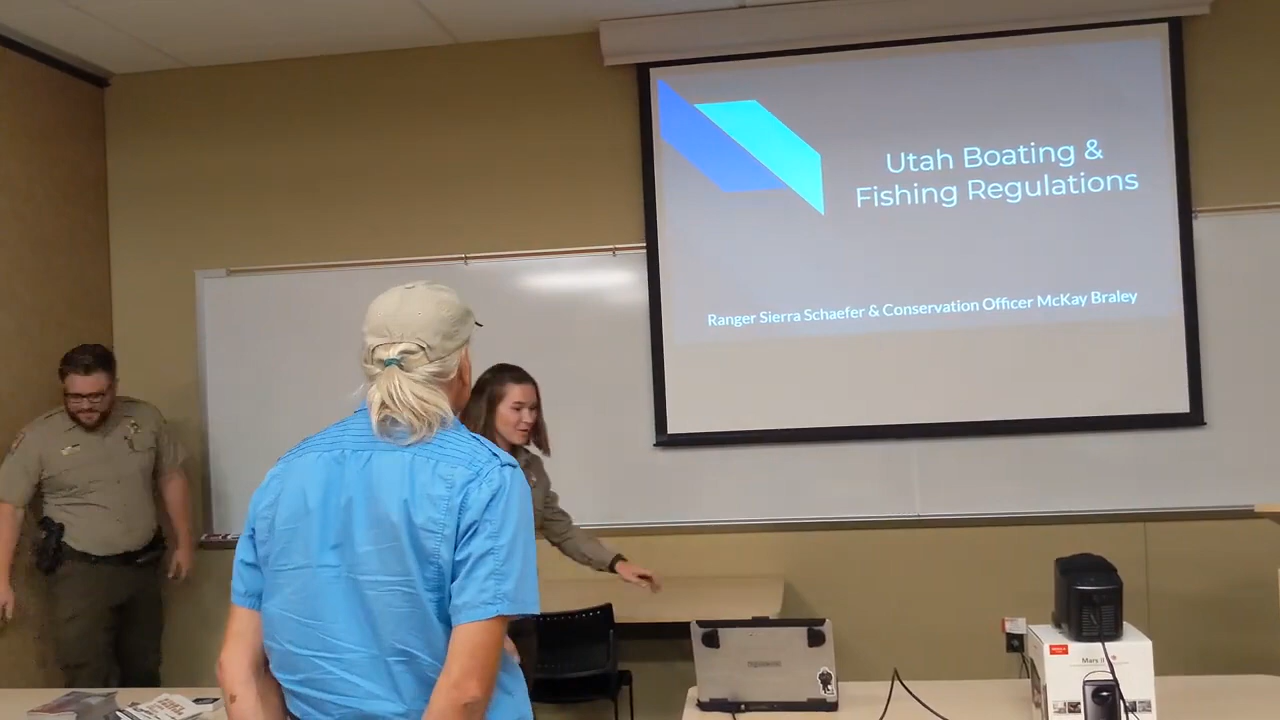 Utah Boating &
Fishing Regulations
Ranger Sierra Schaefer & Conservation Officer McKay Braley
Mars II